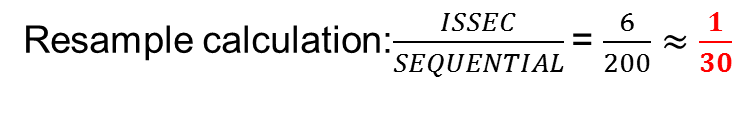 Resample calculation: ISSEC/SEQUENTIAL = 6/200 ≈ 1/30